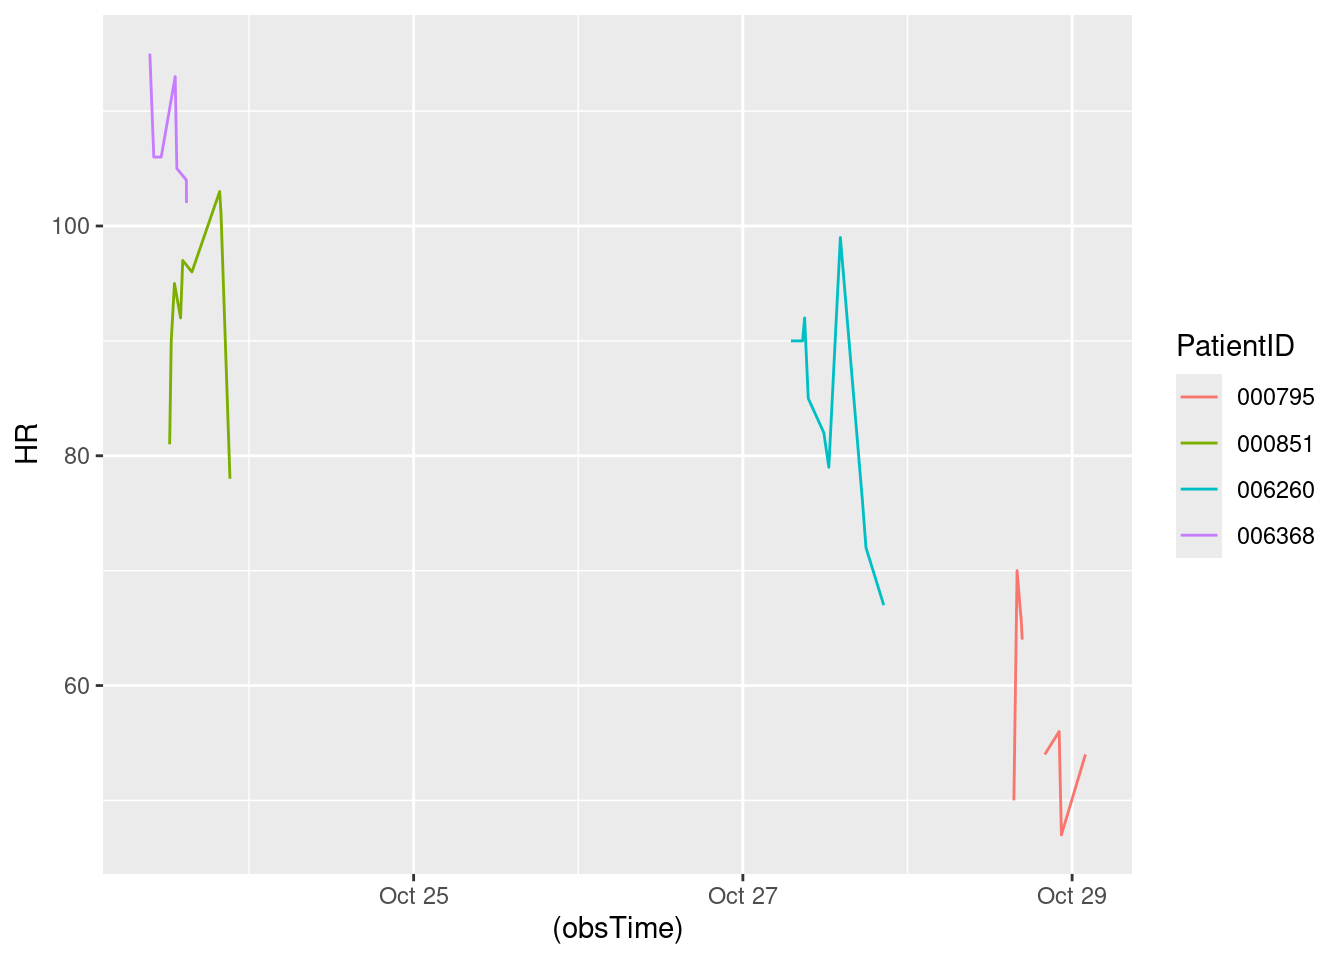 HR
100
80
60
Oct 25
Oct 27
Oct 29
(obsTime)
PatientID
000795
000851
006260
006368